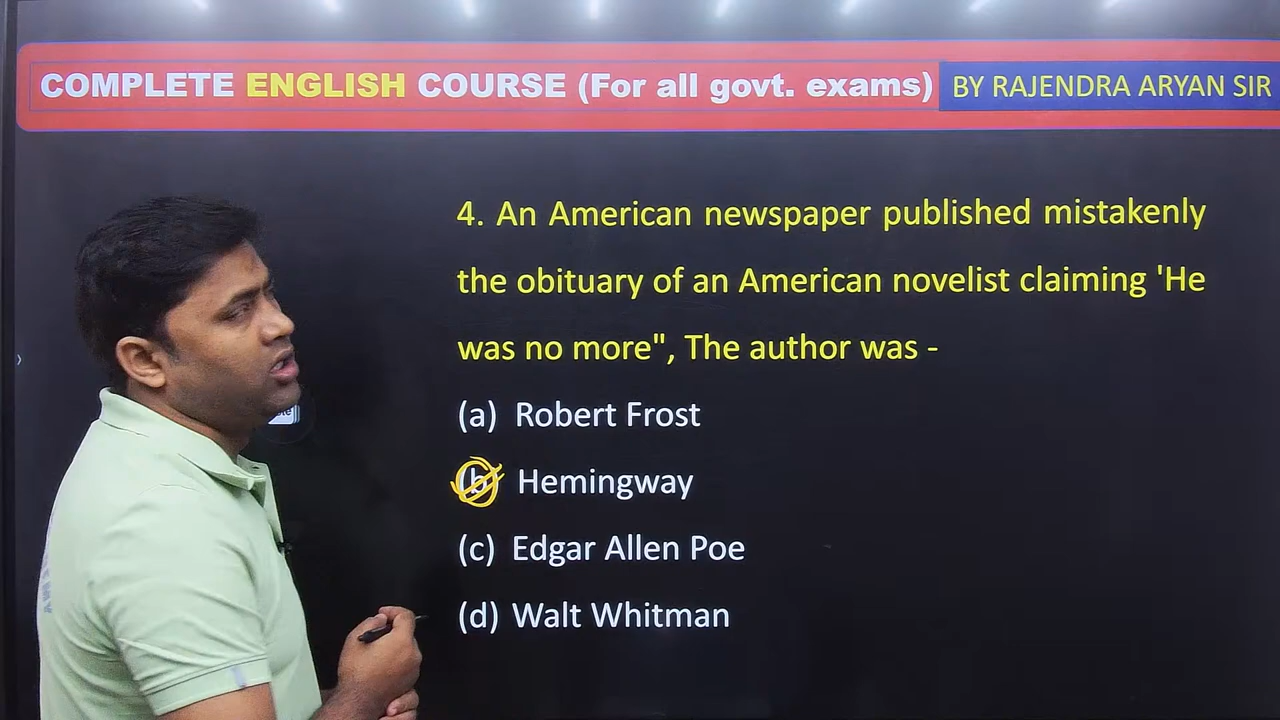 COMPLETE ENGLISH COURSE (For all govt. exams) BY RAJENDRA ARYAN SIR
4. An American newspaper published mistakenly
the obituary of an American novelist claiming 'He
was no more", The author was -
(a) Robert Frost
(b) Hemingway
(c) Edgar Allen Poe
(d) Walt Whitman